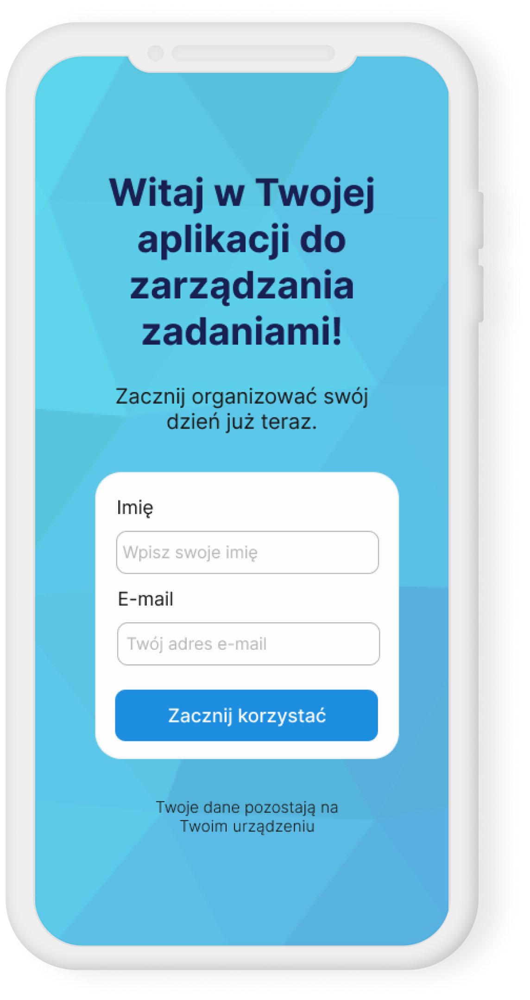 Witaj w Twojej
aplikacji do
zarządzania
zadaniami!
Zacznij organizować swój
dzień już teraz.
Imię
Wpisz swoje imię
E-mail
Twój adres e-mail
Zacznij korzystać
Twoje dane pozostają na
Twoim urządzeniu